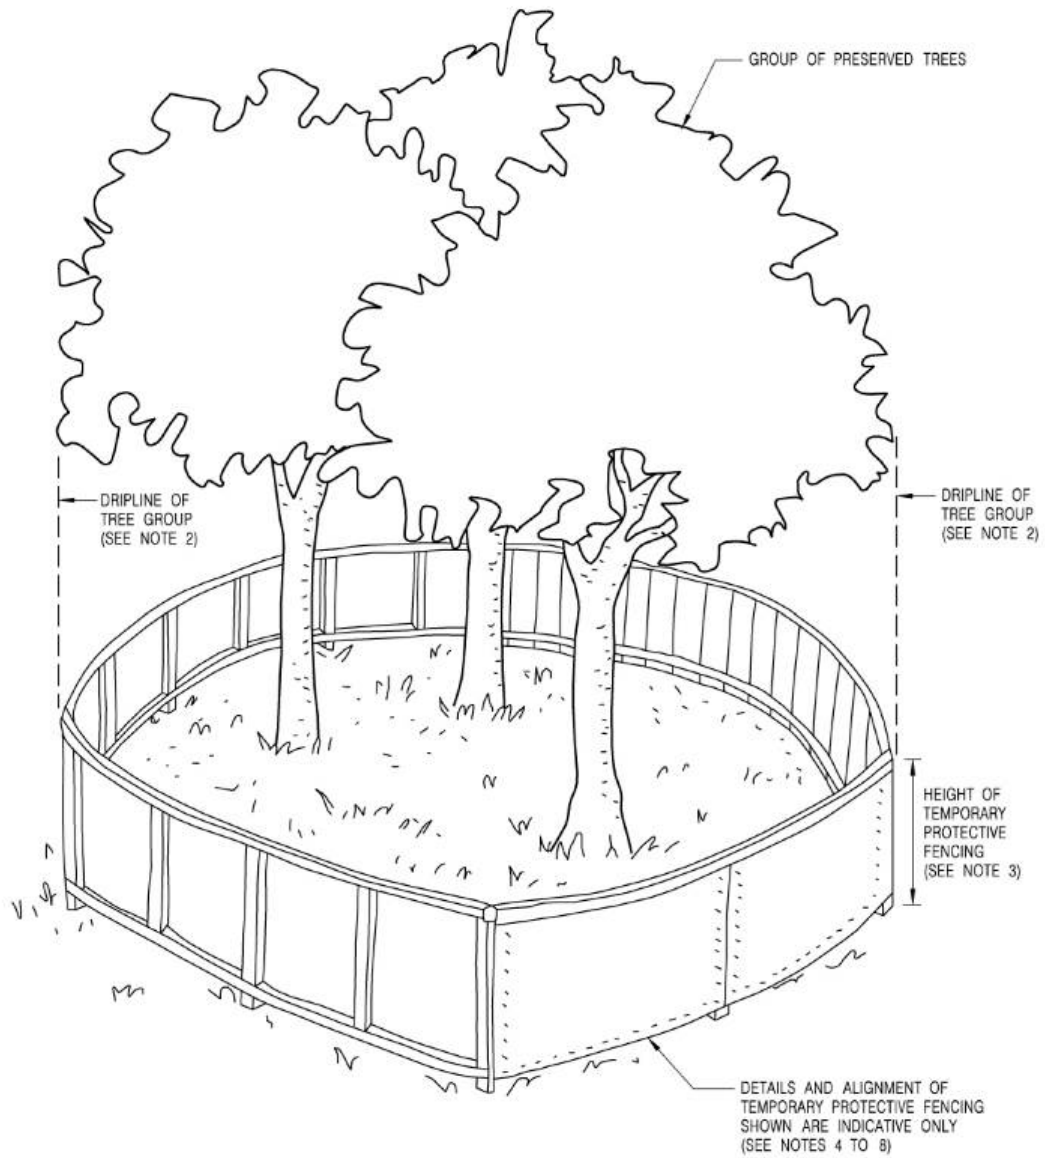 GROUP OF PRESERVED TREES
DRIPLINE OF
TREE GROUP
(SEE NOTE 2)
DRIPLINE OF
TREE GROUP
(SEE NOTE 2)
HEIGHT OF
TEMPORARY
PROTECTIVE
FENCING
(SEE NOTE 3)
DETAILS AND ALIGNMENT OF
TEMPORARY PROTECTIVE FENCING
SHOWN ARE INDICATIVE ONLY
(SEE NOTES 4 TO 8)